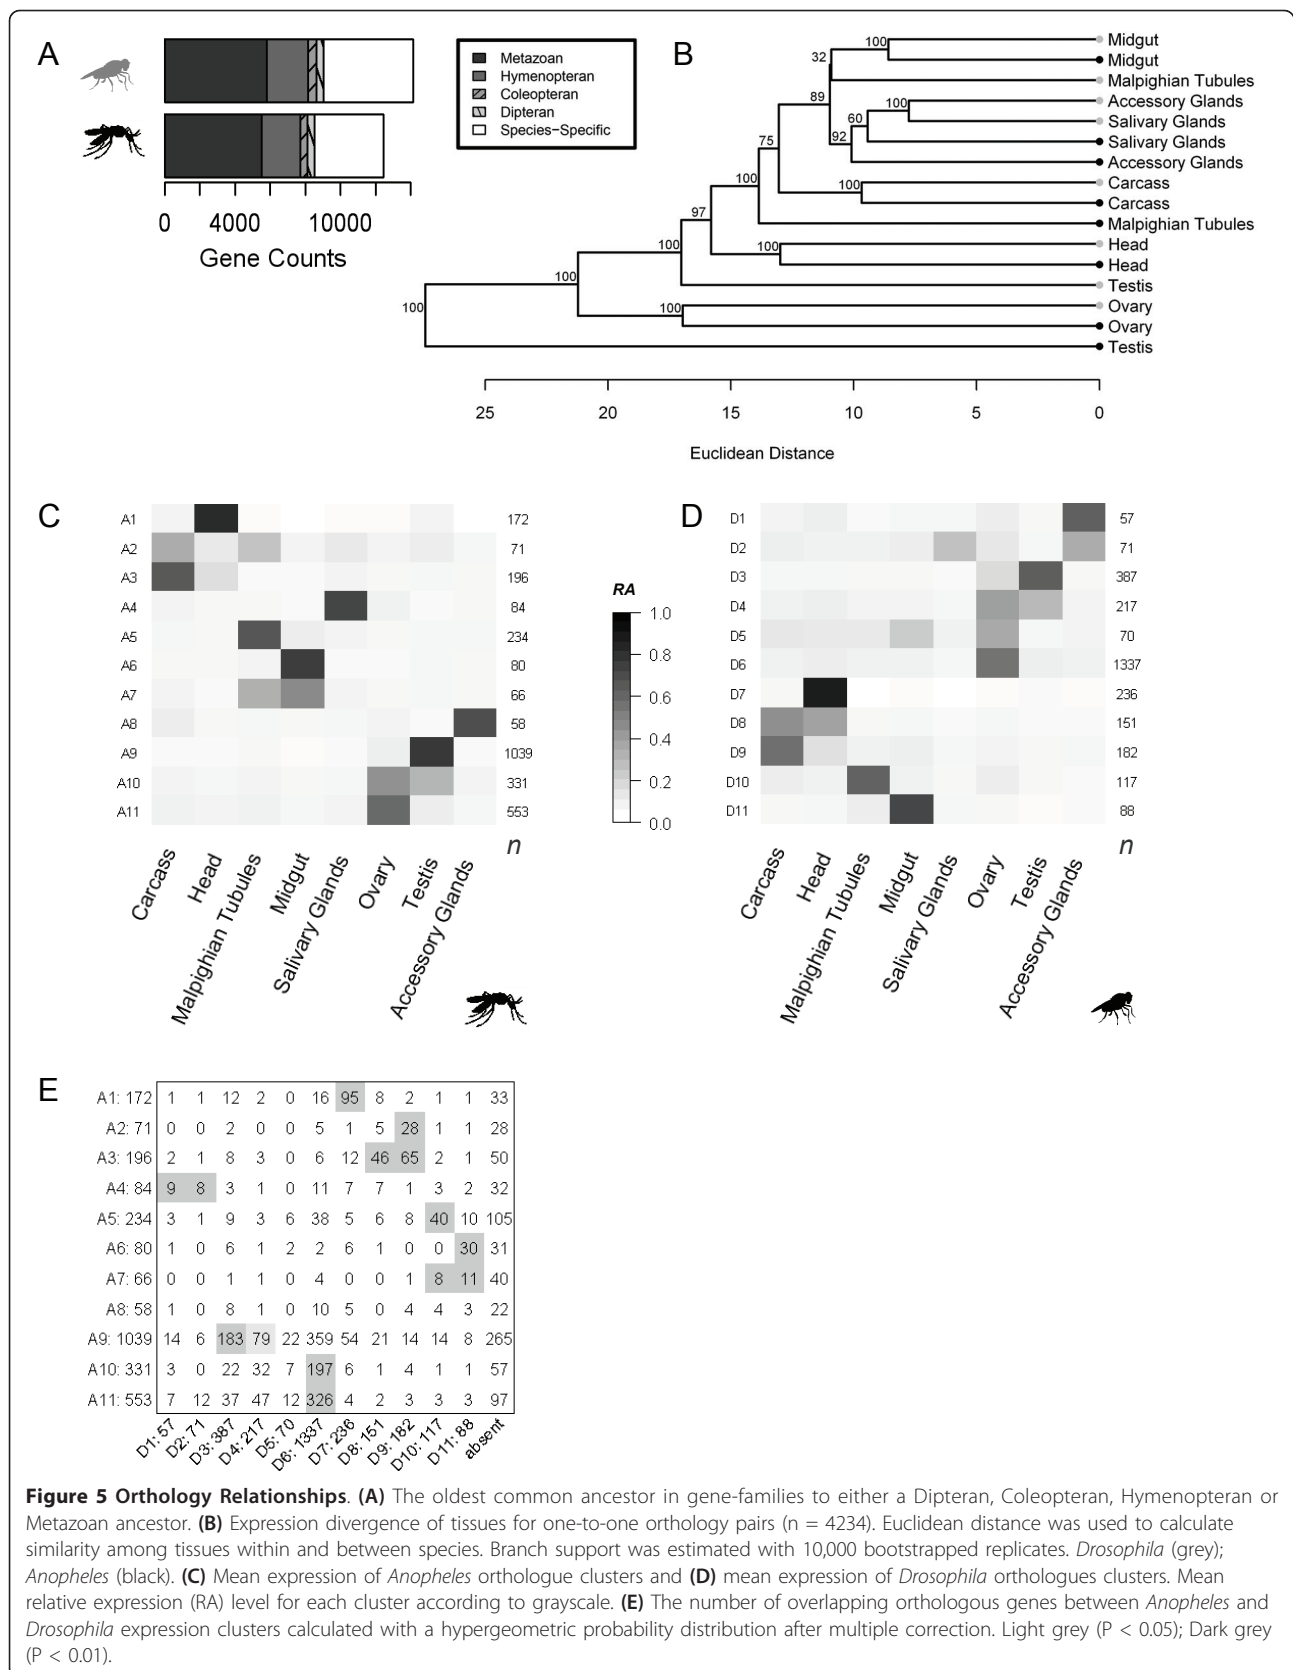 A
0 4000 10000
Gene Counts
Metazoan
Hymenopteran
Coleopteran
Dipteran
Species-Specific
B
100
32
89
100
60
92
75
100
100
97
100
100
100
100
100
Midgut
Midgut
Malpighian Tubules
Accessory Glands
Salivary Glands
Salivary Glands
Accessory Glands
Carcass
Carcass
Malpighian Tubules
Head
Head
Testis
Ovary
Ovary
Testis
25 20 15 10 5 0
Euclidean Distance
C
A1 172
A2 71
A3 196
A4 84
A5 234
A6 80
A7 66
A8 58
A9 1039
A10 331
A11 553
n
Carcass
Head
Malpighian Tubules
Midgut
Salivary Glands
Ovary
Testis
Accessory Glands
RA
1.0
0.8
0.6
0.4
0.2
0.0
D
D1 57
D2 71
D3 387
D4 217
D5 70
D6 1337
D7 236
D8 151
D9 182
D10 117
D11 88
n
Carcass
Head
Malpighian Tubules
Midgut
Salivary Glands
Ovary
Testis
Accessory Glands
E
A1: 172 1 1 12 2 0 16 95 8 2 1 1 33
A2: 71 0 0 2 0 0 5 1 5 28 1 1 28
A3: 196 2 1 8 3 0 6 12 46 65 2 1 50
A4: 84 9 8 3 1 0 11 7 7 1 3 2 32
A5: 234 3 1 9 3 6 38 5 6 8 40 10 105
A6: 80 1 0 6 1 2 2 6 1 0 0 30 31
A7: 66 0 0 1 1 0 4 0 0 1 8 11 40
A8: 58 1 0 8 1 0 10 5 0 4 4 3 22
A9: 1039 14 6 183 79 22 359 54 21 14 14 8 265
A10: 331 3 0 22 32 7 197 6 1 4 1 1 57
A11: 553 7 12 37 47 12 326 4 2 3 3 3 97
D1: 57
D2: 71
D3: 387
D4: 217
D5: 70
D6: 1337
D7: 236
D8: 151
D9: 182
D10: 117
D11: 88
absent
Figure 5 Orthology Relationships. (A) The oldest common ancestor in gene-families to either a Dipteran, Coleopteran, Hymenopteran or
Metazoan ancestor. (B) Expression divergence of tissues for one-to-one orthology pairs (n = 4234). Euclidean distance was used to calculate
similarity among tissues within and between species. Branch support was estimated with 10,000 bootstrapped replicates. Drosophila (grey);
Anopheles (black). (C) Mean expression of Anopheles orthologue clusters and (D) mean expression of Drosophila orthologues clusters. Mean
relative expression (RA) level for each cluster according to grayscale. (E) The number of overlapping orthologous genes between Anopheles and
Drosophila expression clusters calculated with a hypergeometric probability distribution after multiple correction. Light grey (P < 0.05); Dark grey
(P < 0.01).